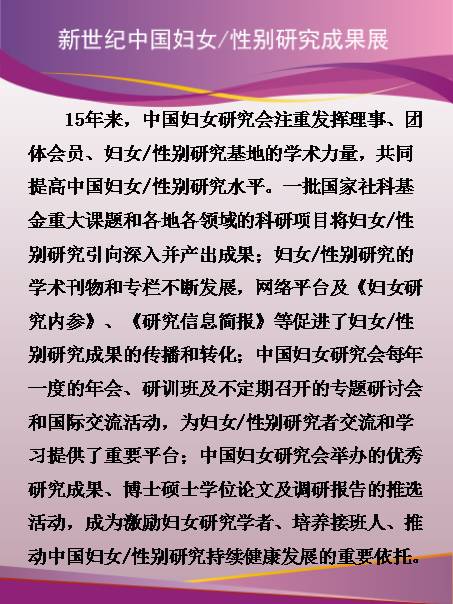 新世纪中国妇女/性别研究成果展
15年来，中国妇女研究会注重发挥理事、团
体会员、妇女/性别研究基地的学术力量，共同
提高中国妇女/性别研究水平。一批国家社科基
金重大课题和各地各领域的科研项目将妇女/性
别研究引向深入并产出成果；妇女/性别研究的
学术刊物和专栏不断发展，网络平台及《妇女研
究内参》、《研究信息简报》等促进了妇女/性
别研究成果的传播和转化；中国妇女研究会每年
一度的年会、研训班及不定期召开的专题研讨会
和国际交流活动，为妇女/性别研究者交流和学
习提供了重要平台；中国妇女研究会举办的优秀
研究成果、博士硕士学位论文及调研报告的推选
活动，成为激励妇女研究学者、培养接班人、推
动中国妇女/性别研究持续健康发展的重要依托。